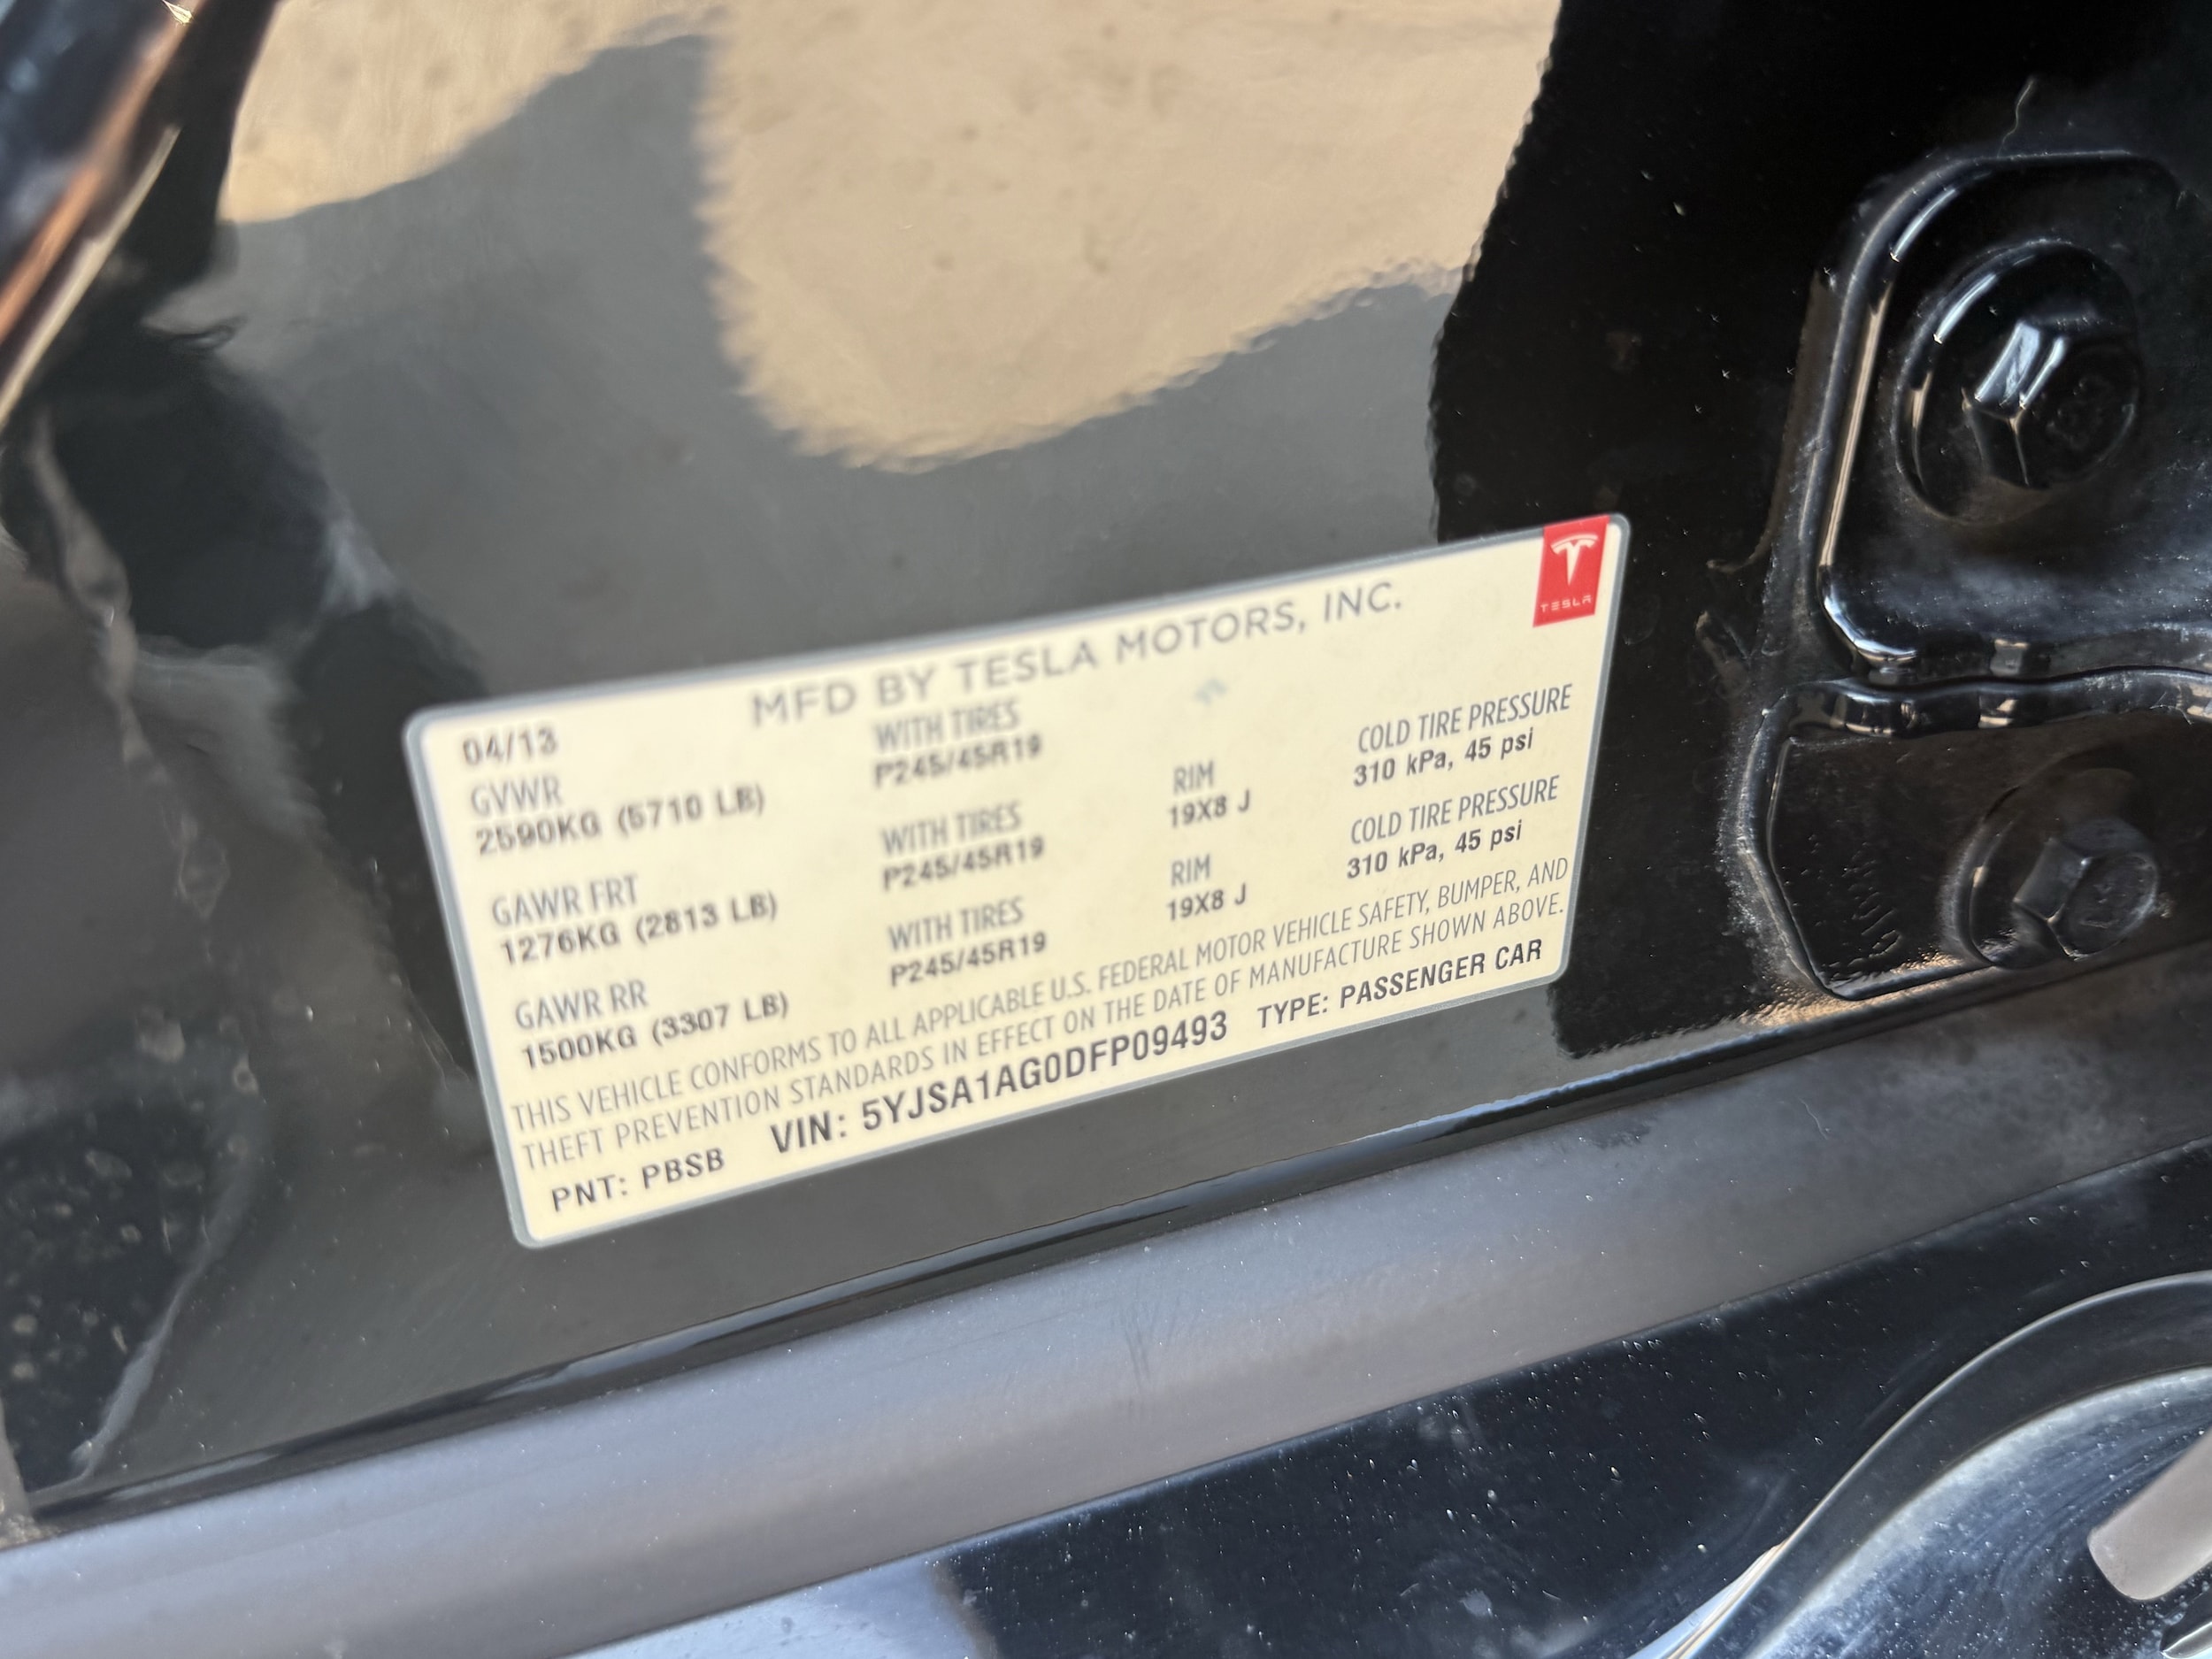 TESLA
MFD BY TESLA MOTORS, INC.
04/13
GVWR
2590KG (5710 LB)
WITH TIRES
P245/45R19
RIM
19X8 J
COLD TIRE PRESSURE
310 kPa, 45 psi
GAWR FRT
1276KG (2813 LB)
WITH TIRES
P245/45R19
RIM
19X8 J
COLD TIRE PRESSURE
310 kPa, 45 psi
GAWR RR
1500KG (3307 LB)
WITH TIRES
P245/45R19
THIS VEHICLE CONFORMS TO ALL APPLICABLE U.S. FEDERAL MOTOR VEHICLE SAFETY, BUMPER, AND
THEFT PREVENTION STANDARDS IN EFFECT ON THE DATE OF MANUFACTURE SHOWN ABOVE.
PNT: PBSB VIN: 5YJSA1AG0DFP09493 TYPE: PASSENGER CAR